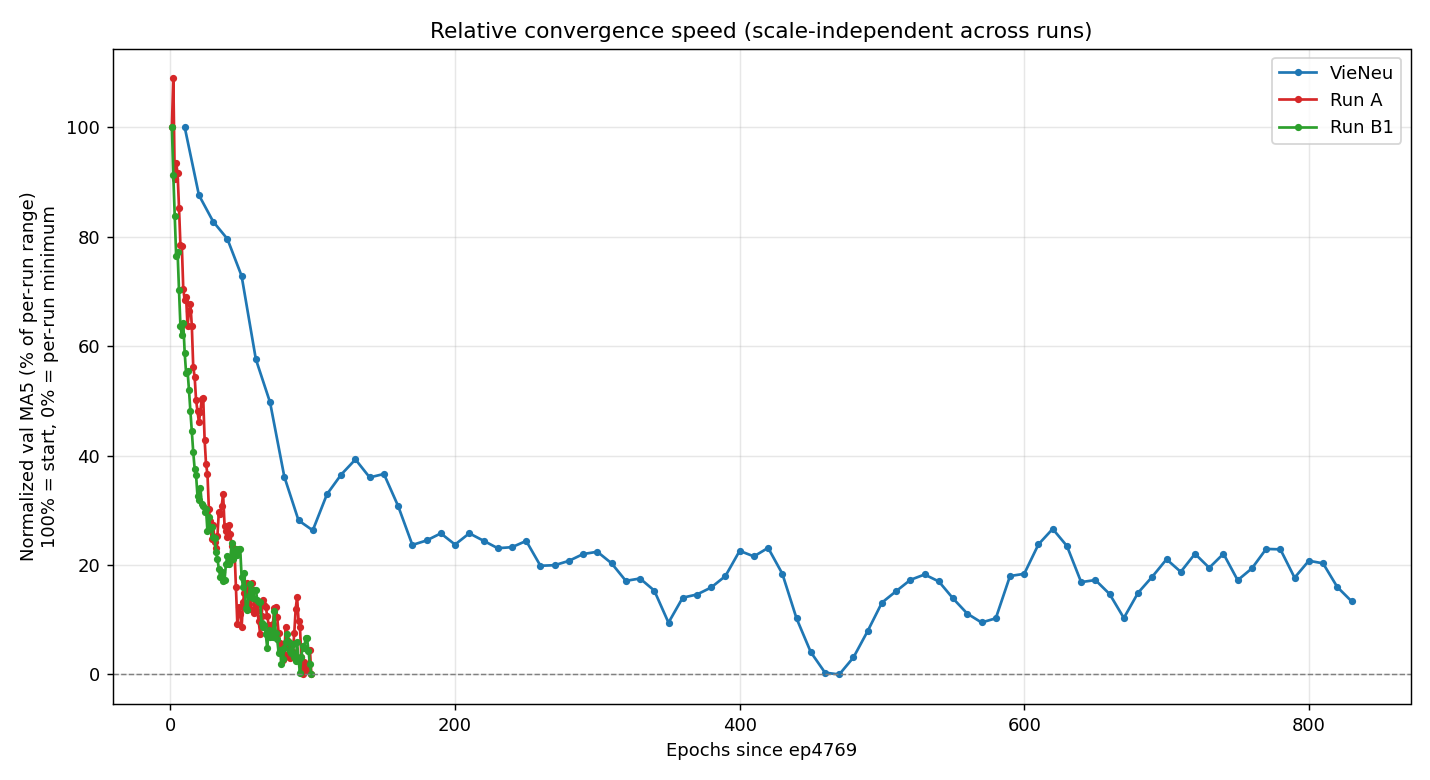 Relative convergence speed (scale-independent across runs)
VieNeu
Run A
Run B1
Normalized val MA5 (% of per-run range)
100% = start, 0% = per-run minimum
100
80
60
40
20
0
0
200
400
600
800
Epochs since ep4769